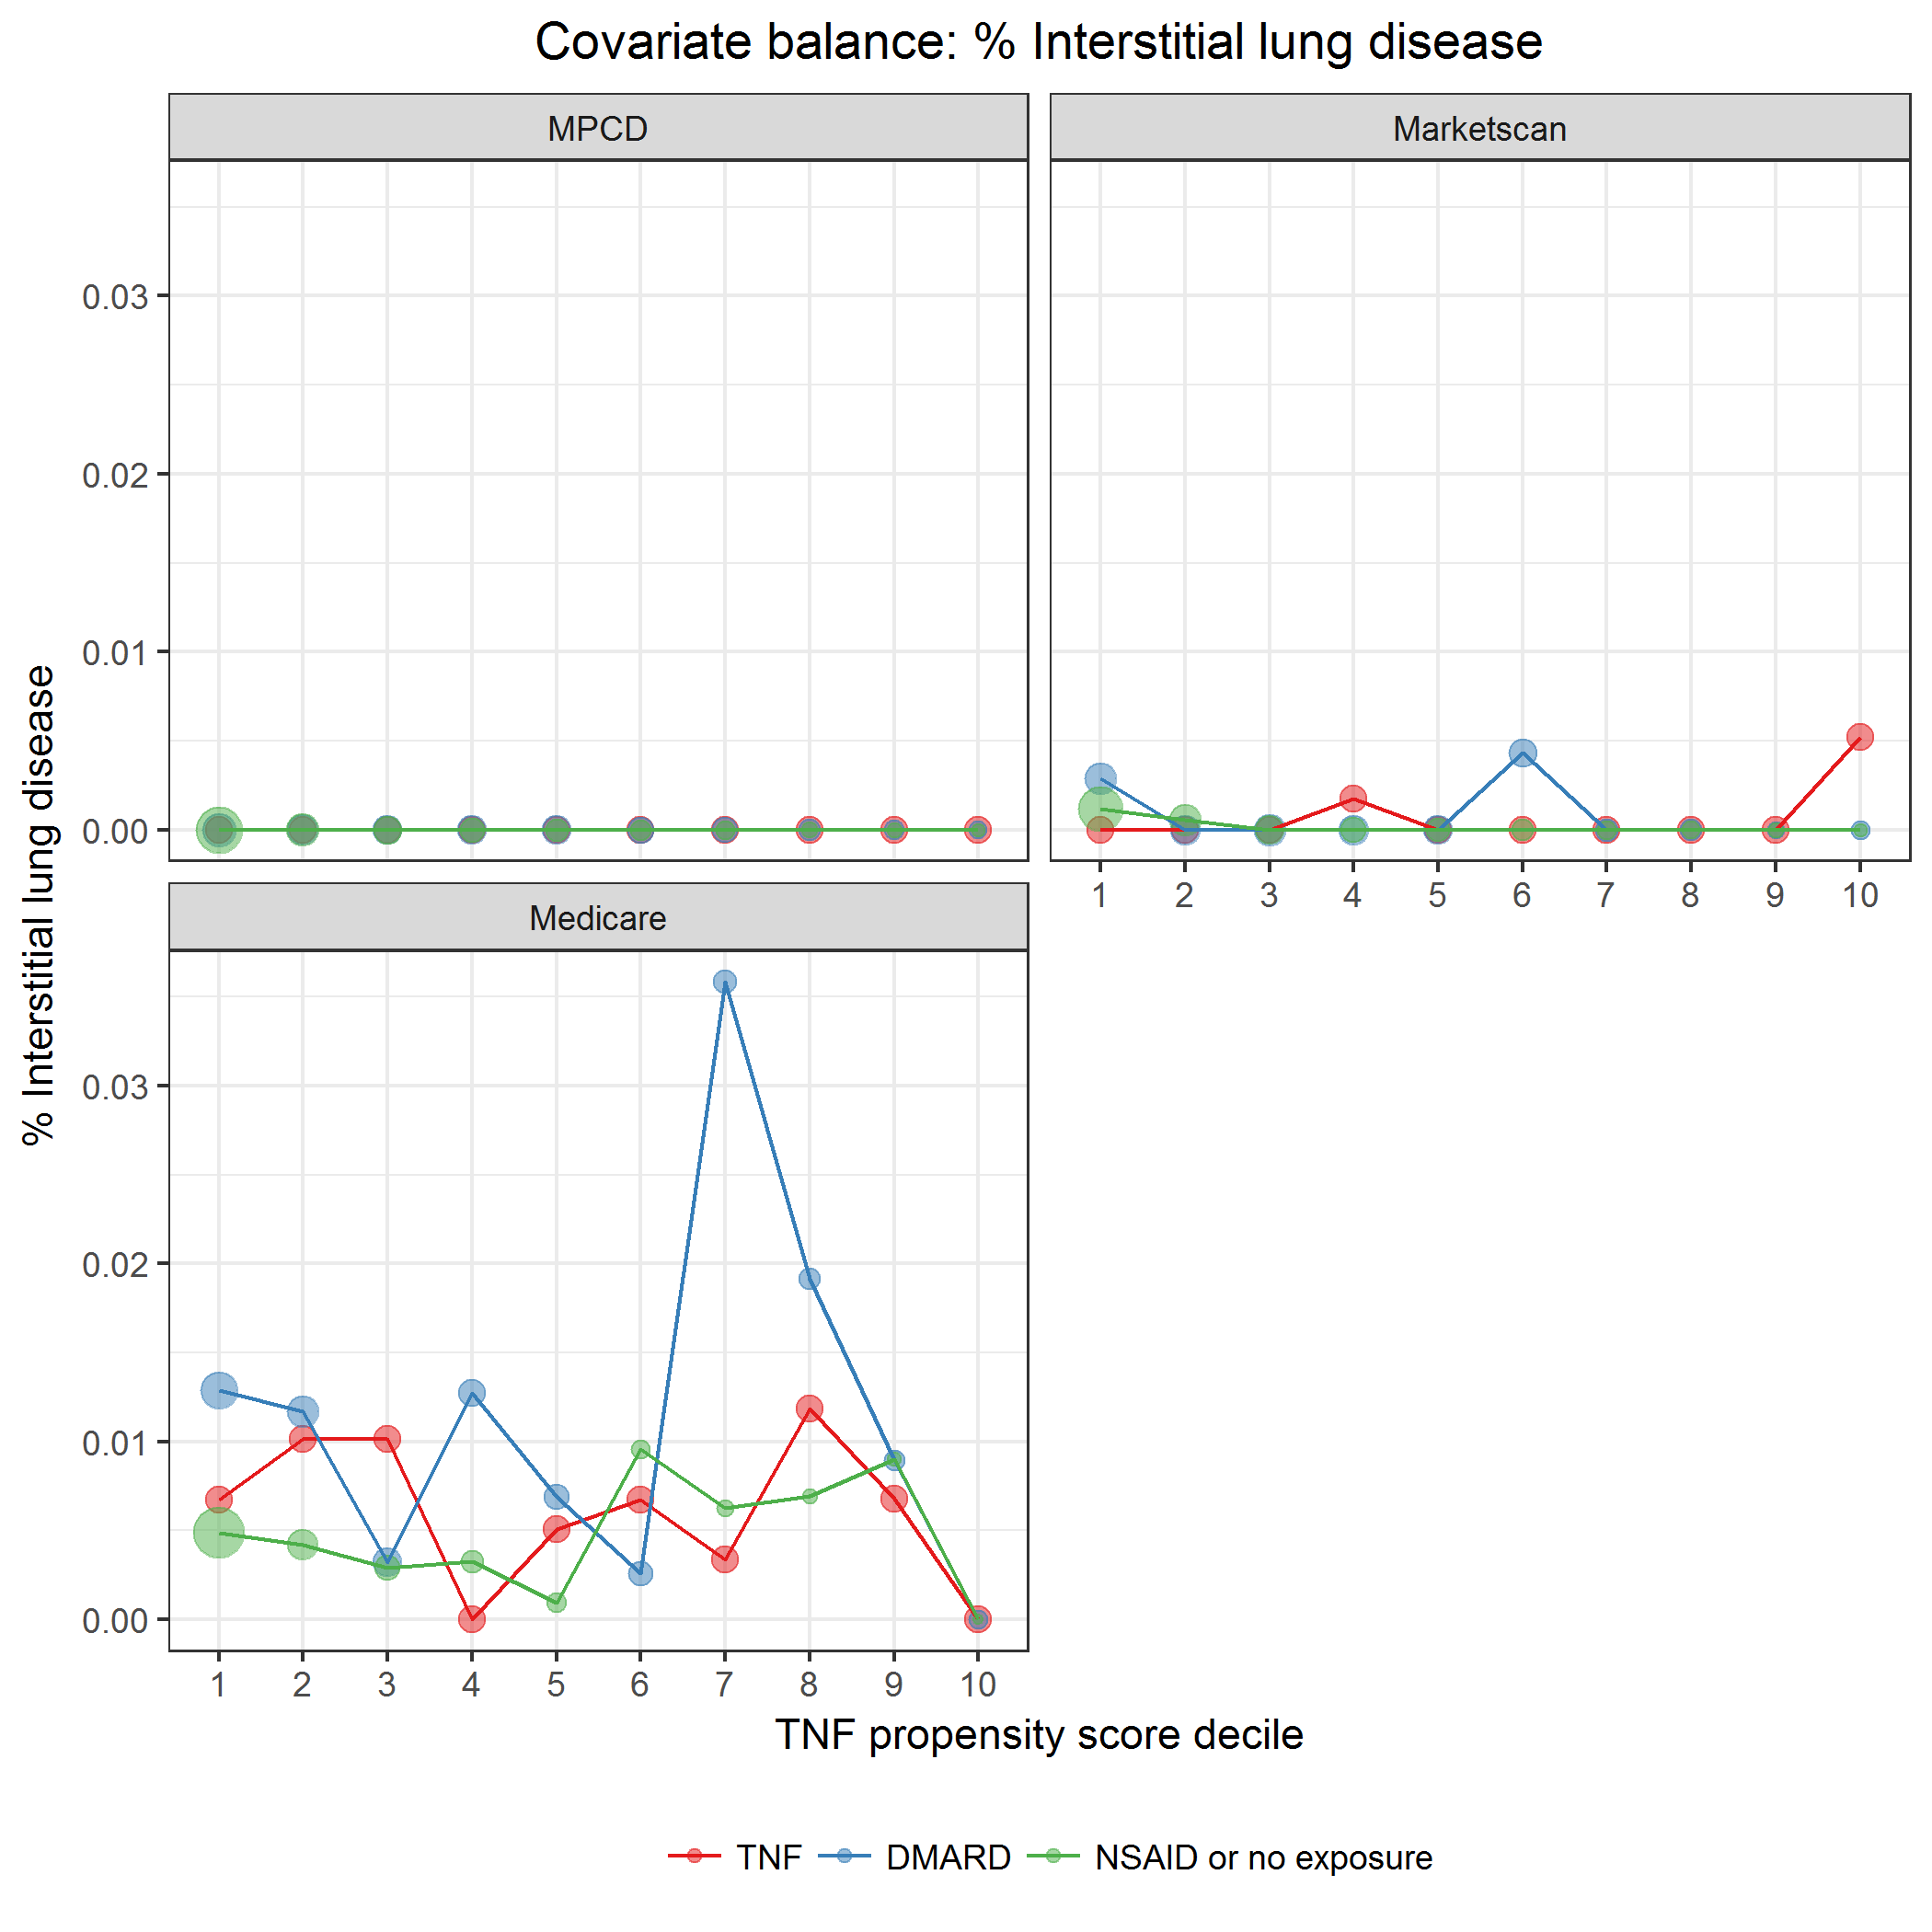 Covariate balance: % Interstitial lung disease
MPCD
Marketscan
0.03
0.02
0.01
0.00
1 2 3 4 5 6 7 8 9 10
Medicare
0.03
0.02
0.01
0.00
1 2 3 4 5 6 7 8 9 10
% Interstitial lung disease
TNF propensity score decile
TNF DMARD NSAID or no exposure